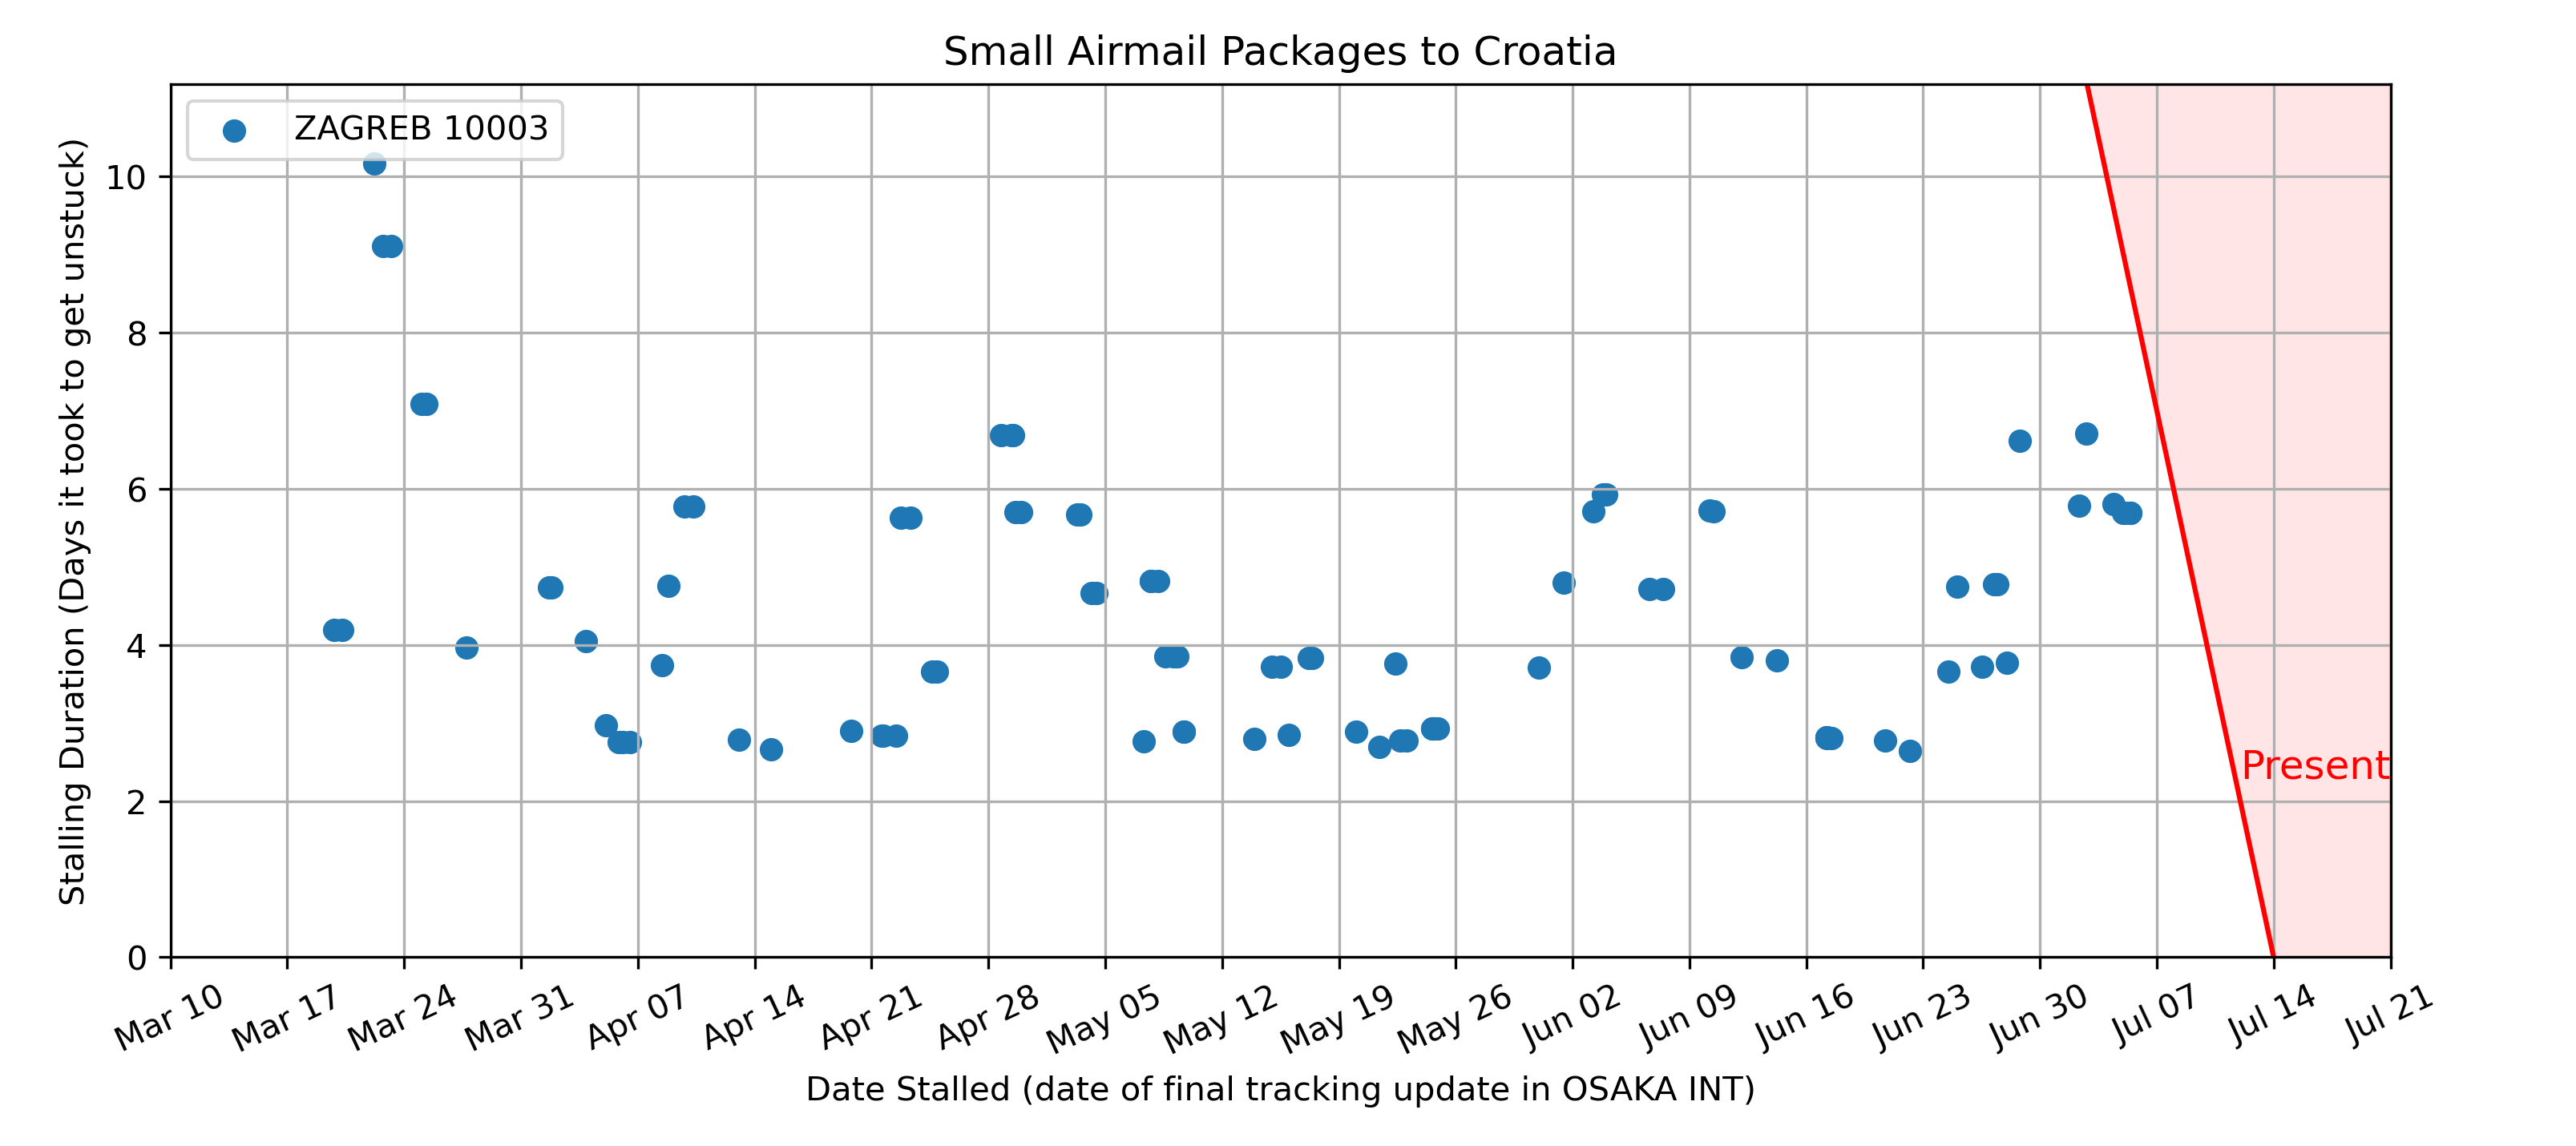 Small Airmail Packages to Croatia
ZAGREB 10003
Stalling Duration (Days it took to get unstuck)
10
8
6
4
2
0
Present
Mar 10
Mar 17
Mar 24
Mar 31
Apr 07
Apr 14
Apr 21
Apr 28
May 05
May 12
May 19
May 26
Jun 02
Jun 09
Jun 16
Jun 23
Jun 30
Jul 07
Jul 14
Jul 21
Date Stalled (date of final tracking update in OSAKA INT)